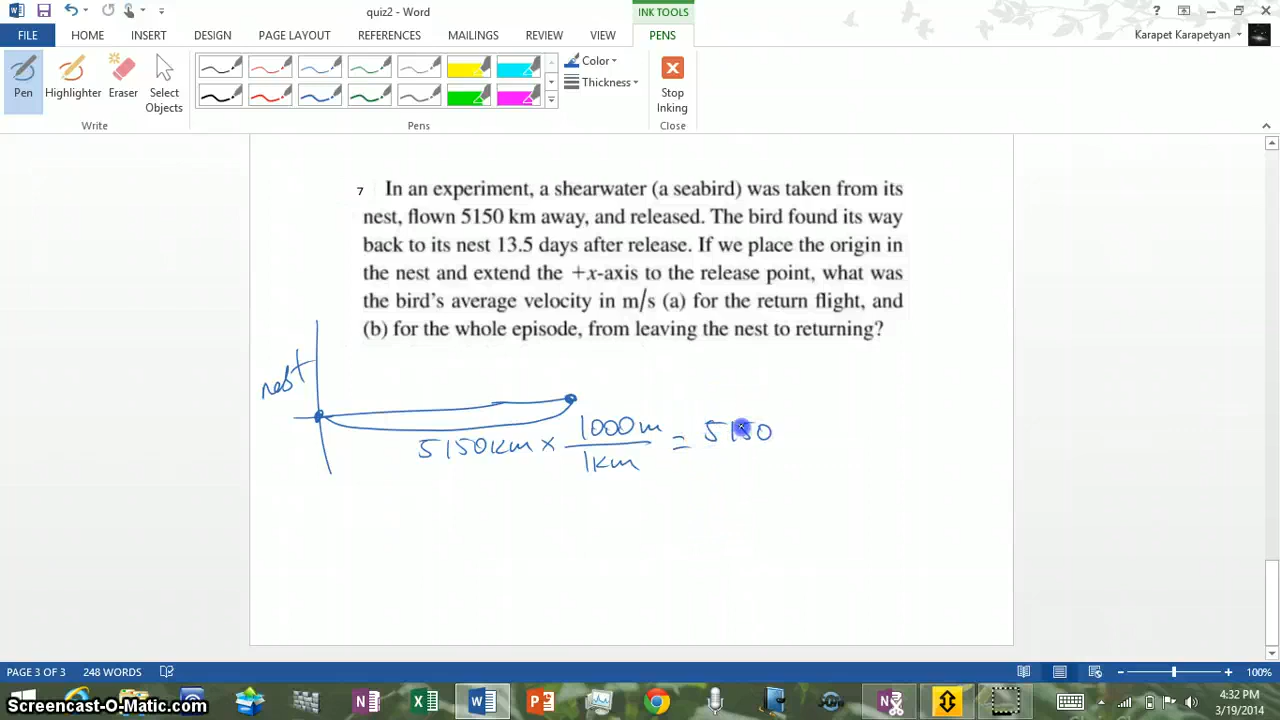 quiz2 - Word
INK TOOLS
FILE HOME INSERT DESIGN PAGE LAYOUT REFERENCES MAILINGS REVIEW VIEW PENS
Karapet Karapetyan
Pen Highlighter Eraser Select Objects
Color
Thickness
Stop Inking
Write Pens Close
7 In an experiment, a shearwater (a seabird) was taken from its
nest, flown 5150 km away, and released. The bird found its way
back to its nest 13.5 days after release. If we place the origin in
the nest and extend the +x-axis to the release point, what was
the bird's average velocity in m/s (a) for the return flight, and
(b) for the whole episode, from leaving the nest to returning?
nest
5150km × 1000m / 1km = 5150
PAGE 3 OF 3 248 WORDS
100%
Screencast-O-Matic.com
4:32 PM
3/19/2014